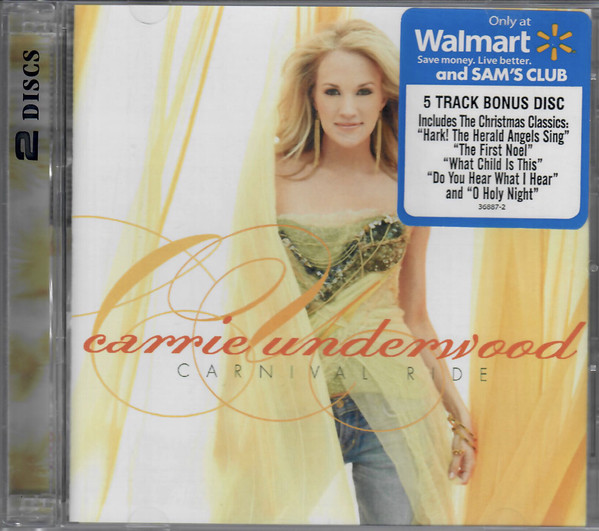 2 DISCS
Only at
Walmart
Save money. Live better.
and SAM'S CLUB
5 TRACK BONUS DISC
Includes The Christmas Classics:
“Hark! The Herald Angels Sing”
“The First Noel”
“What Child Is This”
“Do You Hear What I Hear”
and “O Holy Night”
36887-2
carrie underwood
CARNIVAL RIDE